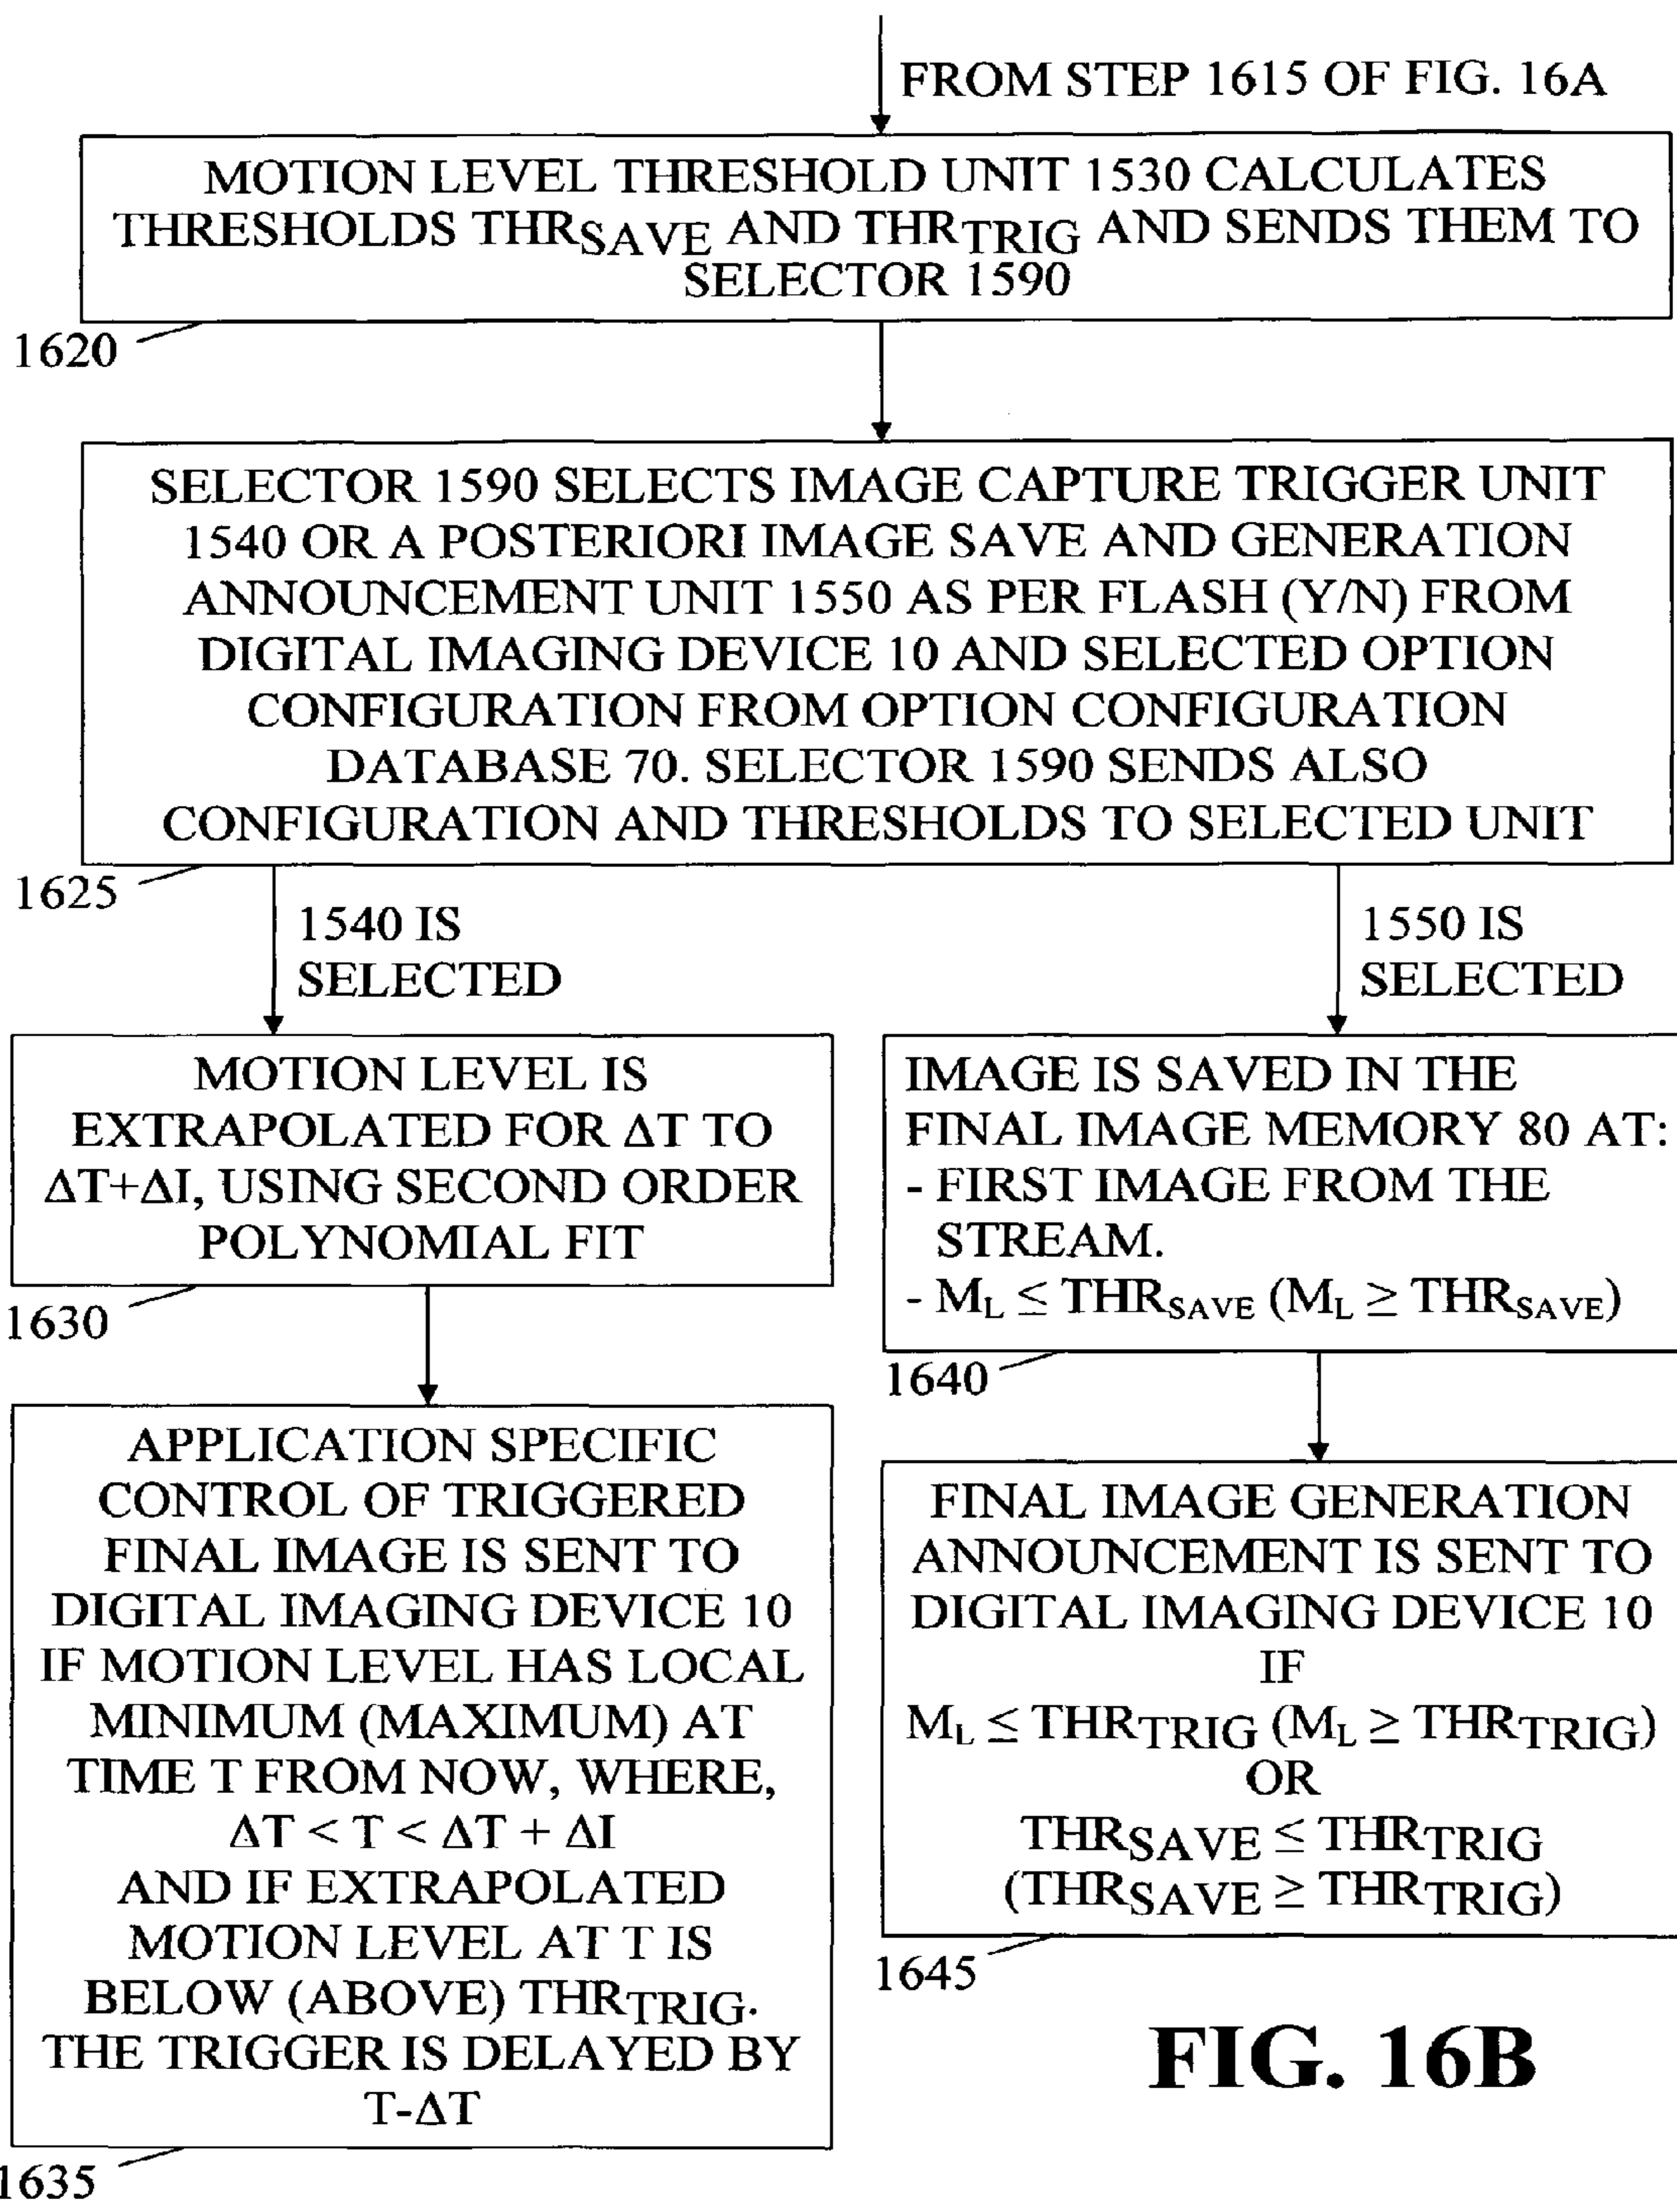 FROM STEP 1615 OF FIG. 16A
MOTION LEVEL THRESHOLD UNIT 1530 CALCULATES
THRESHOLDS THRSAVE AND THRTRIG AND SENDS THEM TO
SELECTOR 1590
1620
SELECTOR 1590 SELECTS IMAGE CAPTURE TRIGGER UNIT
1540 OR A POSTERIORI IMAGE SAVE AND GENERATION
ANNOUNCEMENT UNIT 1550 AS PER FLASH (Y/N) FROM
DIGITAL IMAGING DEVICE 10 AND SELECTED OPTION
CONFIGURATION FROM OPTION CONFIGURATION
DATABASE 70. SELECTOR 1590 SENDS ALSO
CONFIGURATION AND THRESHOLDS TO SELECTED UNIT
1625
1540 IS
SELECTED
MOTION LEVEL IS
EXTRAPOLATED FOR ΔT TO
ΔT+ΔI, USING SECOND ORDER
POLYNOMIAL FIT
1630
APPLICATION SPECIFIC
CONTROL OF TRIGGERED
FINAL IMAGE IS SENT TO
DIGITAL IMAGING DEVICE 10
IF MOTION LEVEL HAS LOCAL
MINIMUM (MAXIMUM) AT
TIME T FROM NOW, WHERE,
ΔT < T < ΔT + ΔI
AND IF EXTRAPOLATED
MOTION LEVEL AT T IS
BELOW (ABOVE) THRTRIG.
THE TRIGGER IS DELAYED BY
T-ΔT
1635
1550 IS
SELECTED
IMAGE IS SAVED IN THE
FINAL IMAGE MEMORY 80 AT:
- FIRST IMAGE FROM THE
STREAM.
- ML ≤ THRSAVE (ML ≥ THRSAVE)
1640
FINAL IMAGE GENERATION
ANNOUNCEMENT IS SENT TO
DIGITAL IMAGING DEVICE 10
IF
ML ≤ THRTRIG (ML ≥ THRTRIG)
OR
THRSAVE ≤ THRTRIG
(THRSAVE ≥ THRTRIG)
1645
FIG. 16B